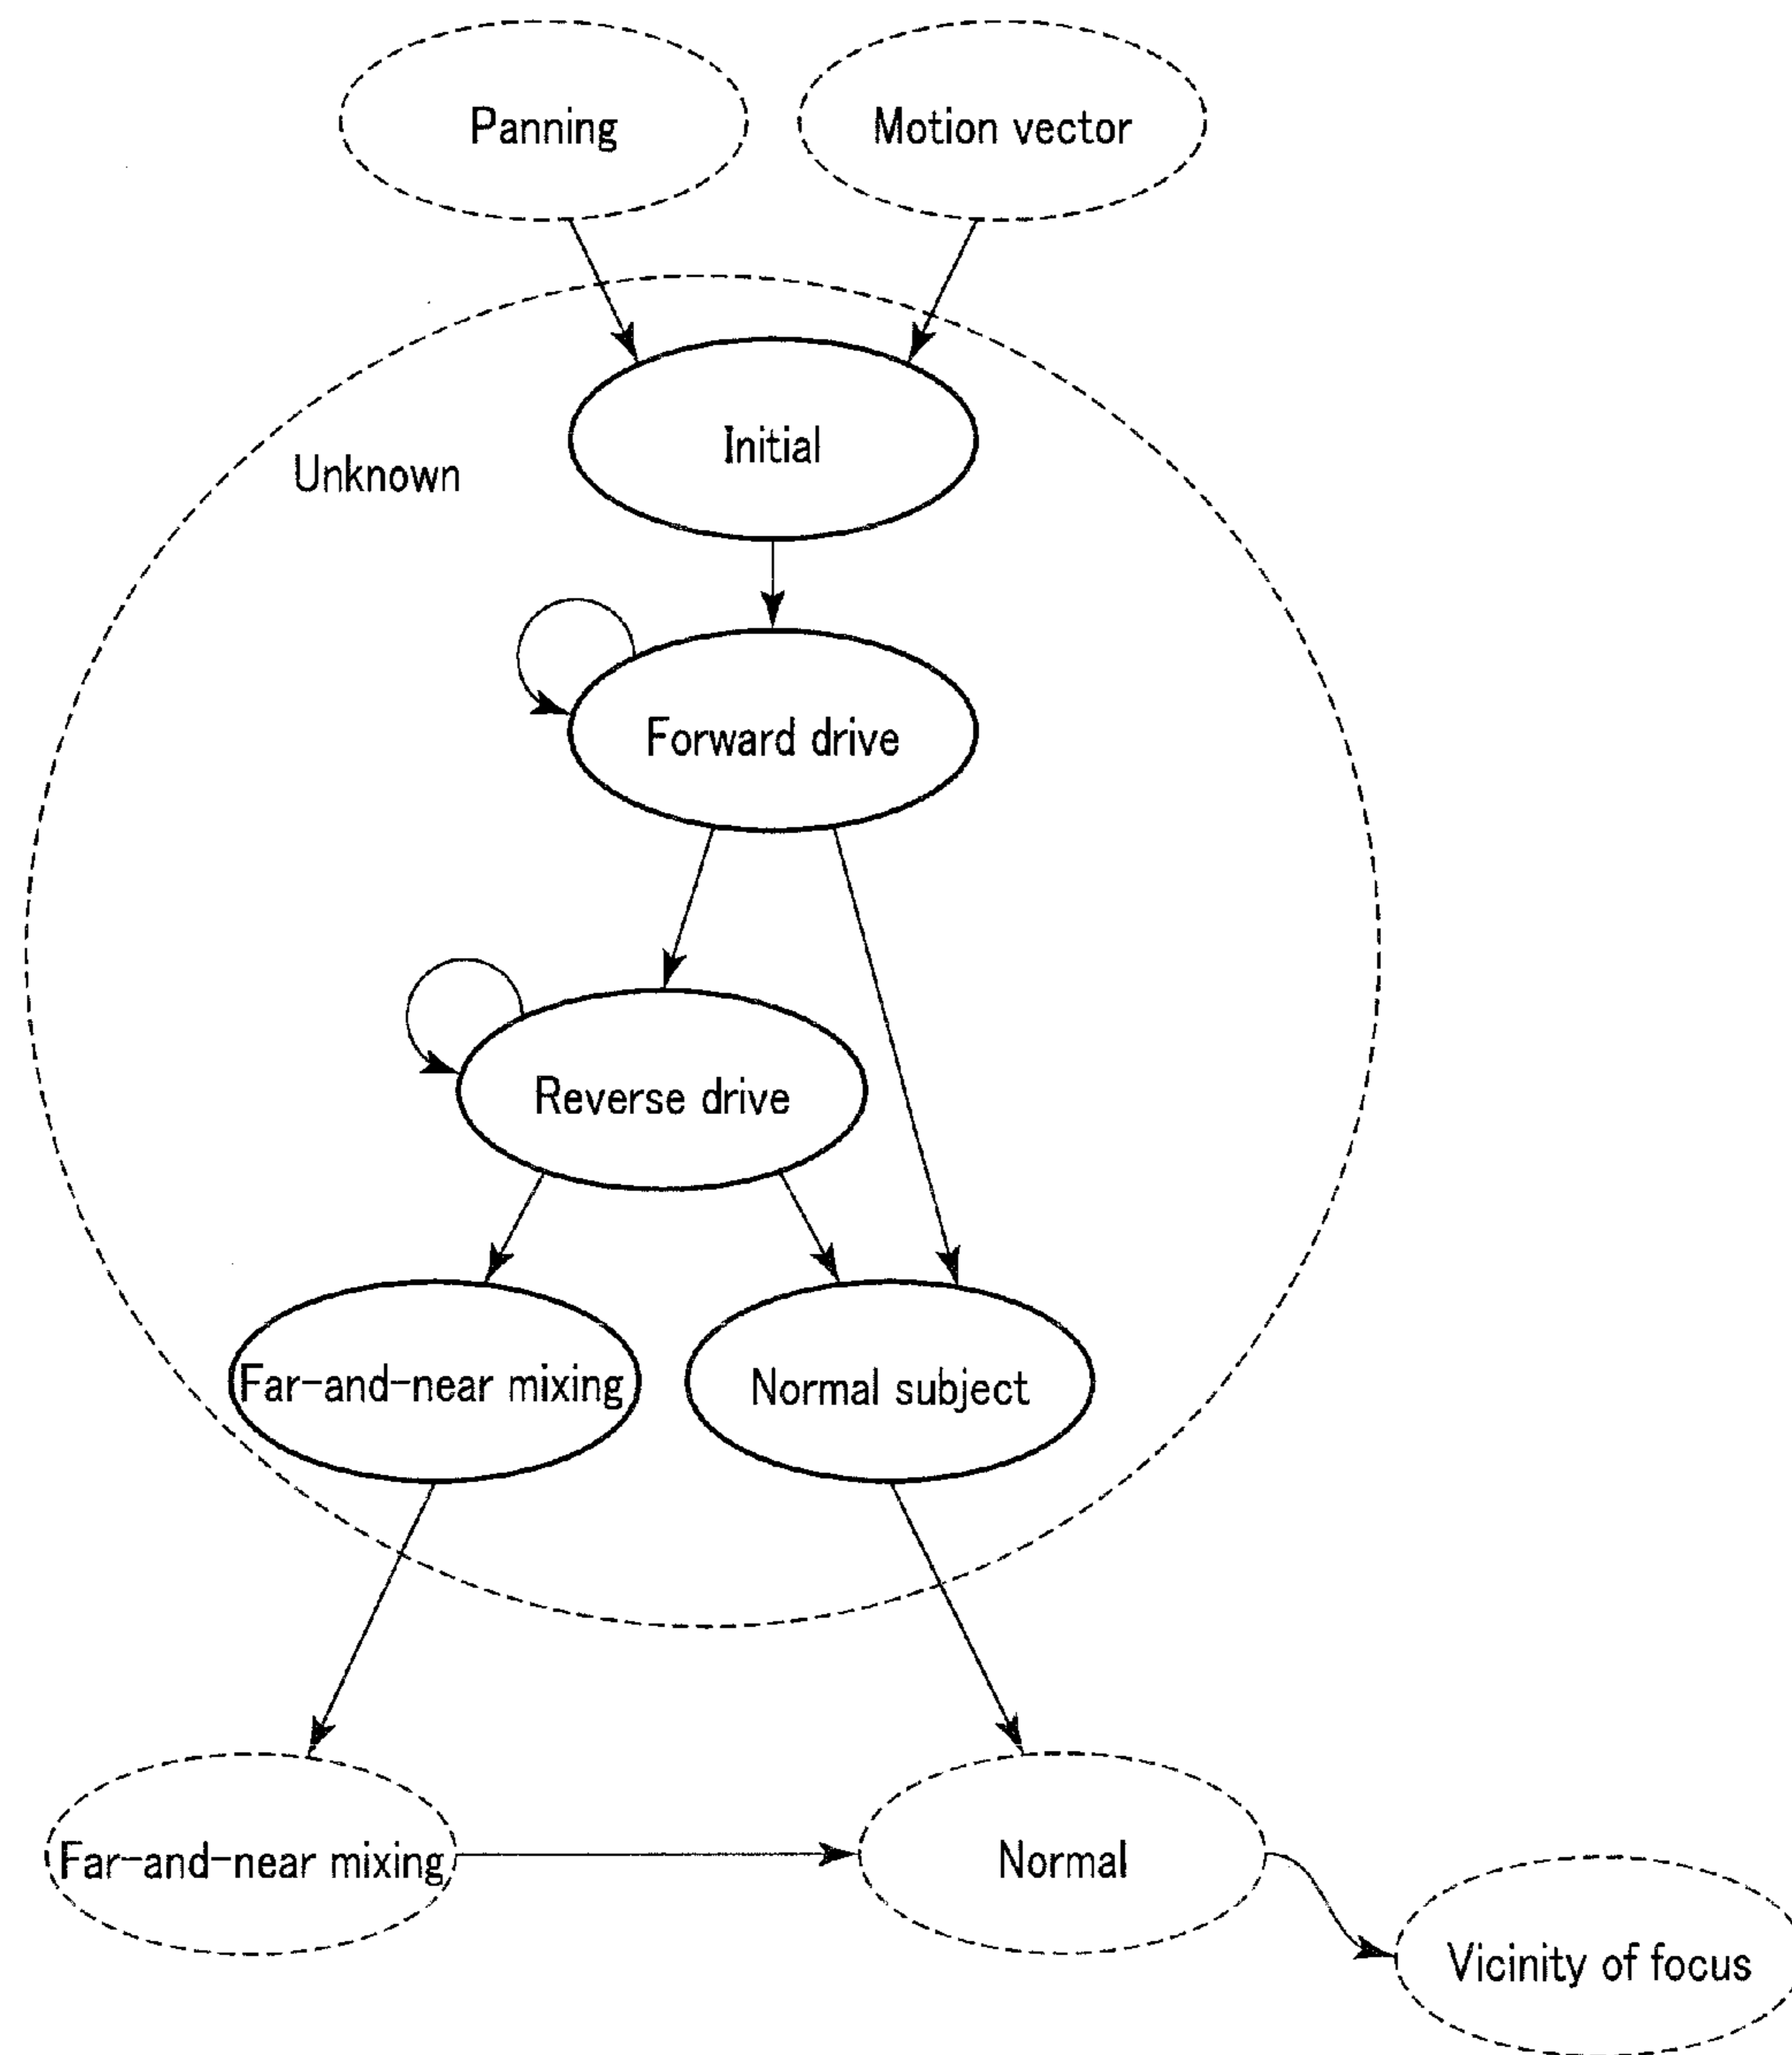 Panning
Motion vector
Initial
Unknown
Forward drive
Reverse drive
Far-and-near mixing
Normal subject
Far-and-near mixing
Normal
Vicinity of focus